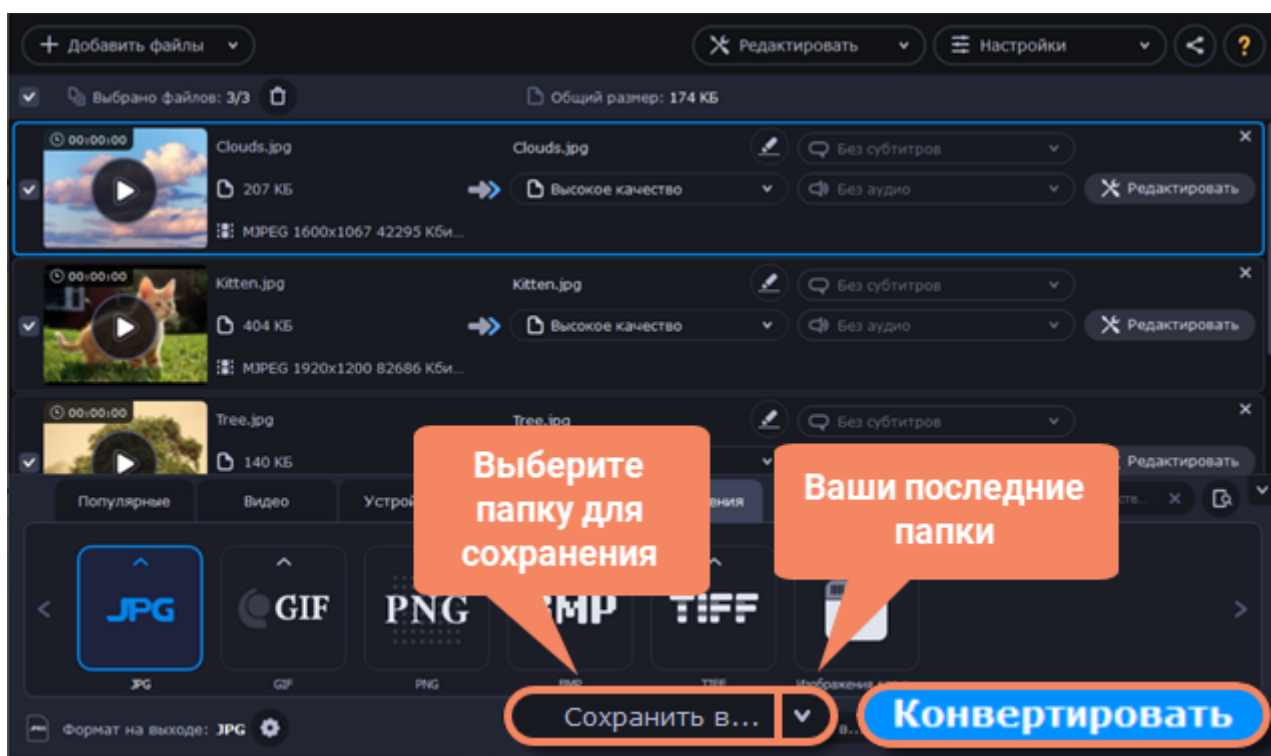 Добавить файлы
Редактировать
Настройки
?
Выбрано файлов: 3/3
Общий размер: 174 КБ
00:00:00
Clouds.jpg
Clouds.jpg
Без субтитров
207 КБ
Высокое качество
Без аудио
Редактировать
MJPEG 1600x1067 42295 Кби...
00:00:00
Kitten.jpg
Kitten.jpg
Без субтитров
404 КБ
Высокое качество
Без аудио
Редактировать
MJPEG 1920x1200 82686 Кби...
00:00:00
Tree.jpg
Tree.jpg
Без субтитров
140 КБ
Редактировать
Выберите
папку для
сохранения
Ваши последние
папки
Популярные
Видео
JPG
GIF
PNG
BMP
TIFF
JPG
GIF
PNG
BMP
TIFF
Изображения
Сохранить в...
Конвертировать
Формат на выходе: JPG